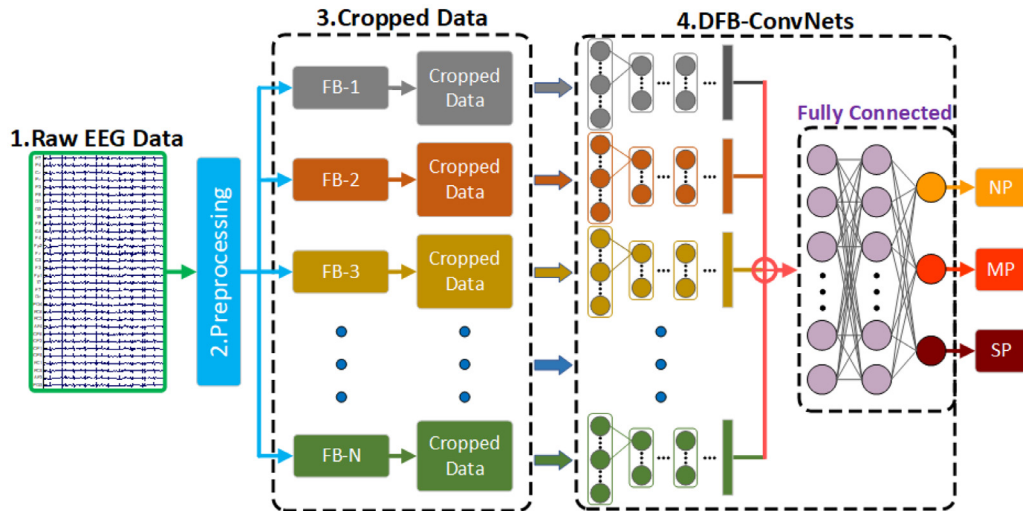 3.Cropped Data
4.DFB-ConvNets
1.Raw EEG Data
2.Preprocessing
FB-1
Cropped
Data
FB-2
Cropped
Data
FB-3
Cropped
Data
FB-N
Cropped
Data
Fully Connected
NP
MP
SP